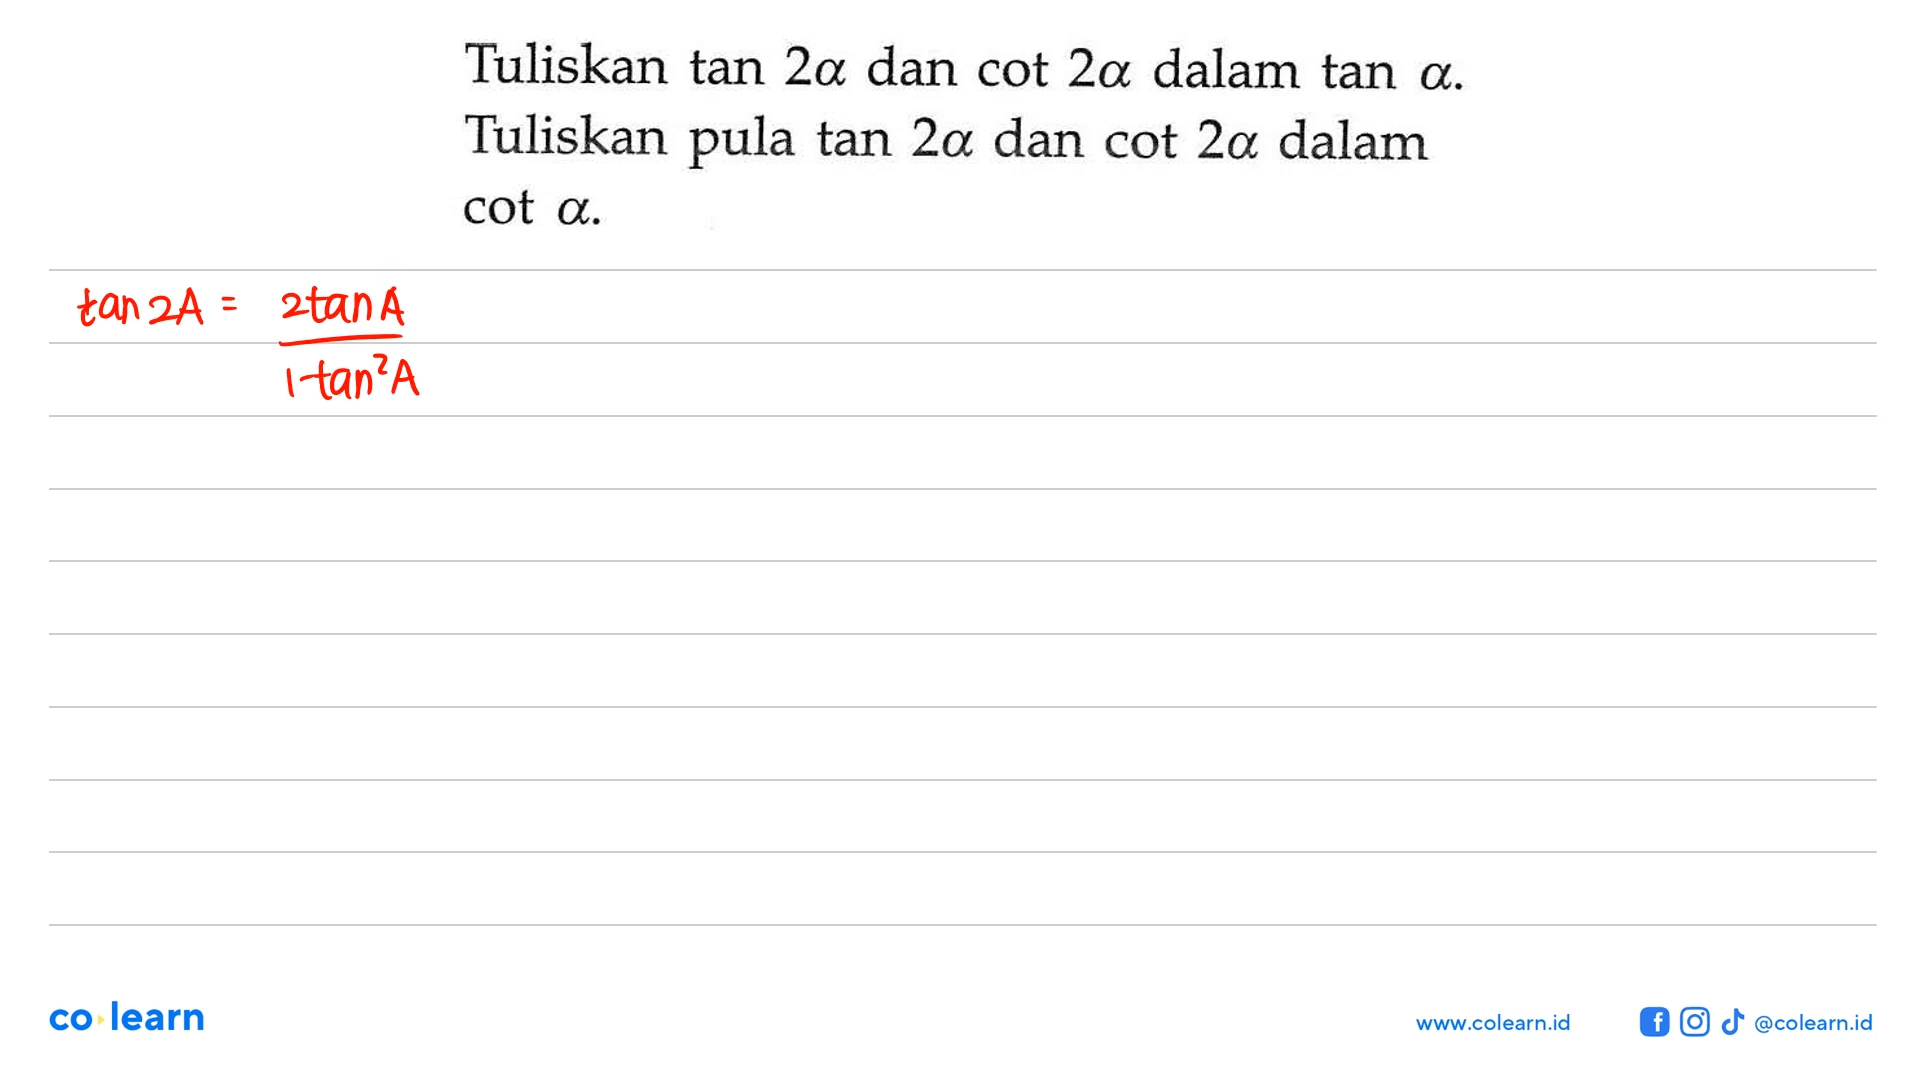 Tuliskan tan 2α dan cot 2α dalam tan α.
Tuliskan pula tan 2α dan cot 2α dalam
cot α.
tan 2A = 2tan A
1-tan²A
co learn
www.colearn.id
@colearn.id